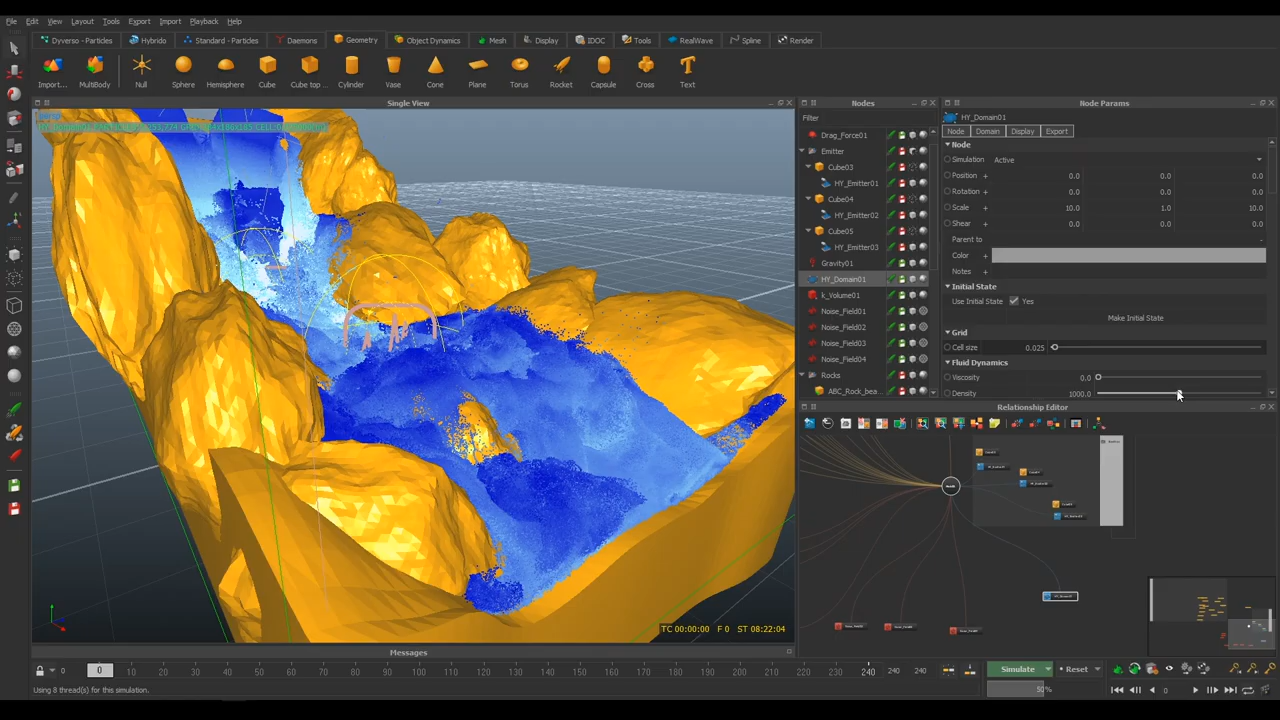 File Edit View Layout Tools Export Import Playback Help
Dyverso - Particles Hybrido Standard - Particles Daemons Geometry Object Dynamics Mesh Display IDOC Tools RealWave Spline Render
Import... MultiBody Null Sphere Hemisphere Cube Cube top ... Cylinder Vase Cone Plane Torus Rocket Capsule Cross Text
Single View
persp
TC 00:00:00 F 0 ST 08:22:04
Messages
Nodes
Filter
Drag_Force01
Emitter
Cube03
HY_Emitter01
Cube04
HY_Emitter02
Cube05
HY_Emitter03
Gravity01
HY_Domain01
k_Volume01
Noise_Field01
Noise_Field02
Noise_Field03
Noise_Field04
Rocks
ABC_Rock_bea...
Node Params
HY_Domain01
Node Domain Display Export
Node
Simulation Active
Position + 0.0 0.0 0.0
Rotation + 0.0 0.0 0.0
Scale + 10.0 1.0 10.0
Shear + 0.0 0.0 0.0
Parent to -
Color +
Notes +
Initial State
Use Initial State Yes
Make Initial State
Grid
Cell size 0.025
Fluid Dynamics
Viscosity 0.0
Density 1000.0
Relationship Editor
0 0 10 20 30 40 50 60 70 80 90 100 110 120 130 140 150 160 170 180 190 200 210 220 230 240 240 240
Simulate Reset
Using 8 thread(s) for this simulation.
50%
0